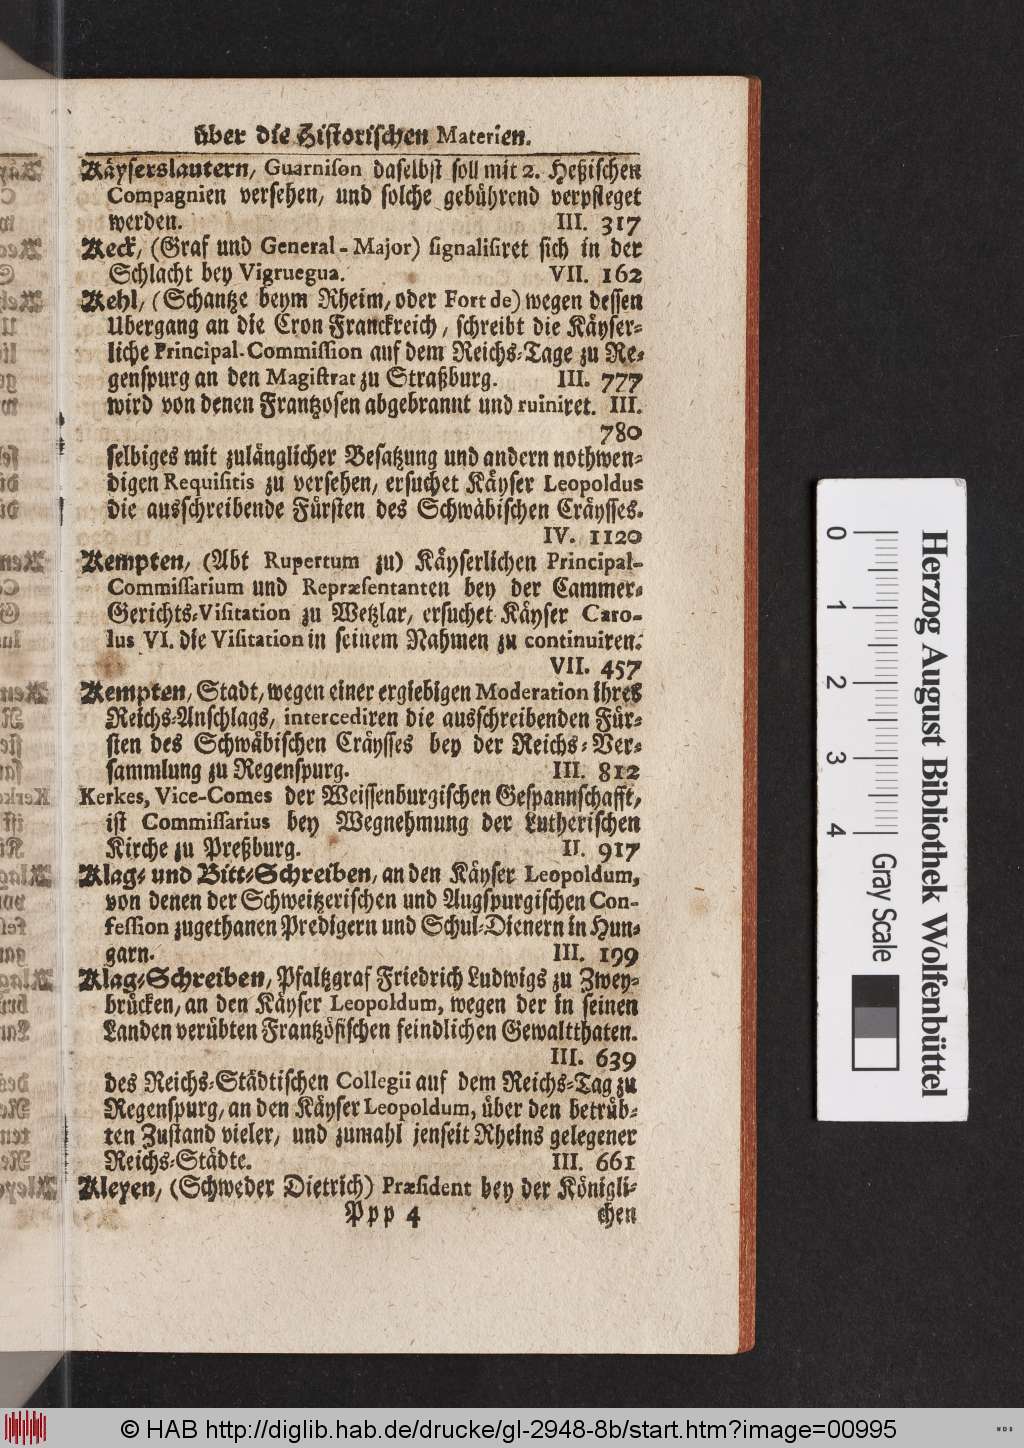 über die Historischen Materien.
Käyserslautern, Guarnison daselbst soll mit 2. Heßischen
Compagnien versehen, und solche gebührend verpfleget
werden. III. 317
Keck, (Graf und General-Major) signalisiret sich in der
Schlacht bey Vigruegua. VII. 162
Kehl, (Schantze beym Rhein, oder Fort de) wegen dessen
Ubergang an die Cron Franckreich, schreibt die Käyser-
liche Principal-Commission auf dem Reichs-Tage zu Re-
genspurg an den Magistrat zu Straßburg. III. 777
wird von denen Frantzosen abgebrannt und ruiniret. III.
780
selbiges mit zulänglicher Besatzung und andern nothwen-
digen Requisitis zu versehen, ersuchet Käyser Leopoldus
die ausschreibende Fürsten des Schwäbischen Cräysses.
IV. 1120
Kempten, (Abt Rupertum zu) Käyserlichen Principal-
Commissarium und Repræsentanten bey der Cammer-
Gerichts-Visitation zu Wetzlar, ersuchet Käyser Caro-
lus VI. die Visitation in seinem Nahmen zu continuiren.
VII. 457
Kempten, Stadt, wegen einer ergiebigen Moderation ihres
Reichs-Anschlags, intercediren die ausschreibenden Für-
sten des Schwäbischen Cräysses bey der Reichs-Ver-
sammlung zu Regenspurg. III. 812
Kerkes, Vice-Comes der Weissenburgischen Gespannschafft,
ist Commissarius bey Wegnehmung der Lutherischen
Kirche zu Preßburg. II. 917
Klag- und Bitt-Schreiben, an den Käyser Leopoldum,
von denen der Schweitzerischen und Augspurgischen Con-
fession zugethanen Predigern und Schul-Dienern in Hun-
garn. III. 199
Klag-Schreiben, Pfaltzgraf Friedrich Ludwigs zu Zwey-
brücken, an den Käyser Leopoldum, wegen der in seinen
Landen verübten Frantzösischen feindlichen Gewaltthaten.
III. 639
des Reichs-Städtischen Collegii auf dem Reichs-Tag zu
Regenspurg, an den Käyser Leopoldum, über den betrüb-
ten Zustand vieler, und zumahl jenseit Rheins gelegener
Reichs-Städte. III. 661
Kleyen, (Schweder Dietrich) Præsident bey der Königli-
Ppp 4 chen
0 1 2 3 4
Gray Scale
Herzog August Bibliothek Wolfenbüttel
© HAB http://diglib.hab.de/drucke/gl-2948-8b/start.htm?image=00995